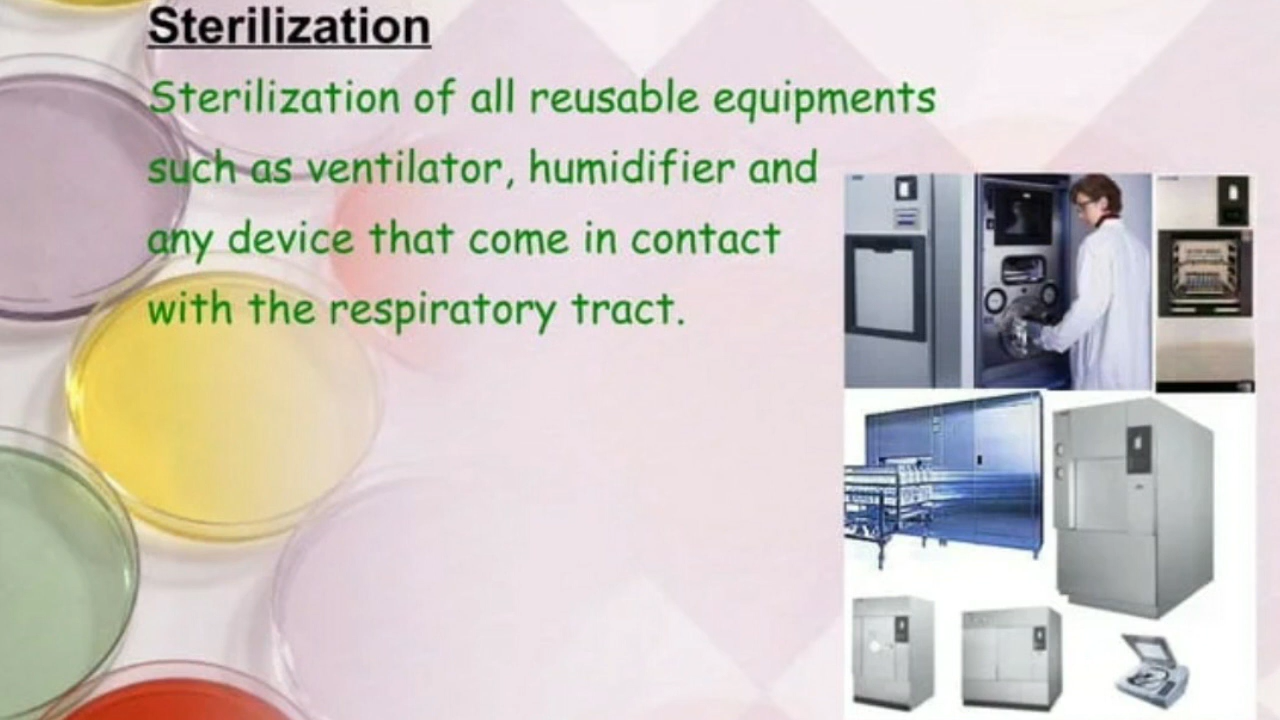 Sterilization
Sterilization of all reusable equipments
such as ventilator, humidifier and
any device that come in contact
with the respiratory tract.